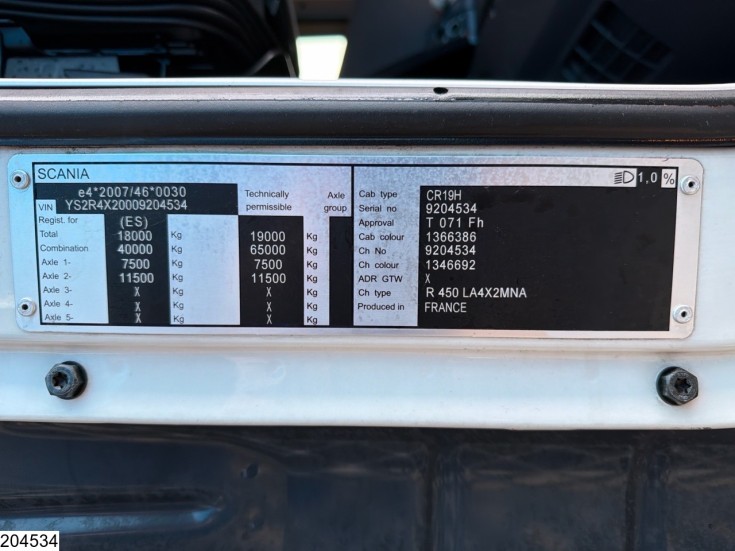 SCANIA
1,0 %
e4*2007/46*0030
VIN YS2R4X20009204534
Technically permissible
Axle group
Regist. for (ES)
Total 18000 Kg 19000 Kg
Combination 40000 Kg 65000 Kg
Axle 1- 7500 Kg 7500 Kg
Axle 2- 11500 Kg 11500 Kg
Axle 3- X Kg X Kg
Axle 4- X Kg X Kg
Axle 5- X Kg X Kg
Cab type CR19H
Serial no 9204534
Approval T 071 Fh
Cab colour 1366386
Ch No 9204534
Ch colour 1346692
ADR GTW X
Ch type R 450 LA4X2MNA
Produced in FRANCE
204534